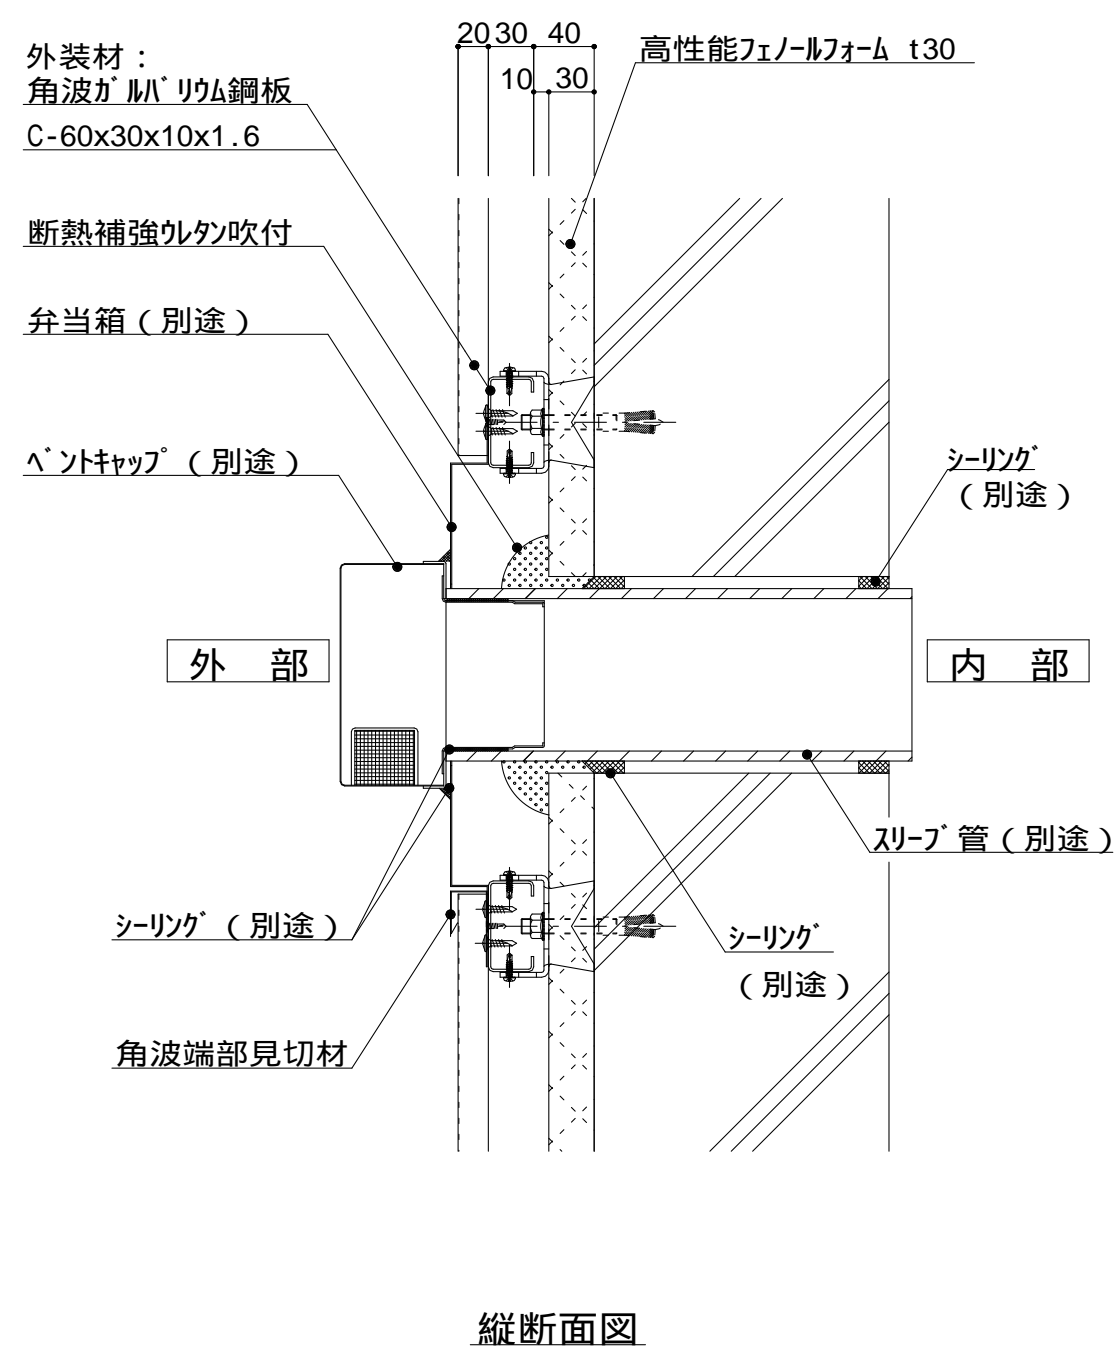 20 30 40
10 30
外装材：
角波ｶﾞﾙﾊﾞﾘｳﾑ鋼板
C-60x30x10x1.6
高性能ﾌｪﾉｰﾙﾌｫｰﾑ t30
断熱補強ｳﾚﾀﾝ吹付
弁当箱（別途）
ﾍﾞﾝﾄｷｬｯﾌﾟ（別途）
ｼｰﾘﾝｸﾞ
（別途）
外 部
内 部
ｽﾘｰﾌﾞ管（別途）
ｼｰﾘﾝｸﾞ（別途）
ｼｰﾘﾝｸﾞ
（別途）
角波端部見切材
縦断面図